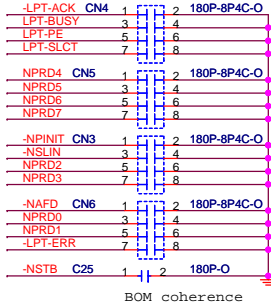 -LPT-ACK CN4 1 2 180P-8P4C-O
-LPT-BUSY 3 4
-LPT-PE 5 6
-LPT-SLCT 7 8
NPRD4 CN5 1 2 180P-8P4C-O
NPRD5 3 4
NPRD6 5 6
NPRD7 7 8
-NPINIT CN3 1 2 180P-8P4C-O
-NSLIN 3 4
NPRD2 5 6
NPRD3 7 8
-NAFD CN6 1 2 180P-8P4C-O
NPRD0 3 4
NPRD1 5 6
-LPT-ERR 7 8
-NSTB C25 1 2 180P-O
BOM coherence